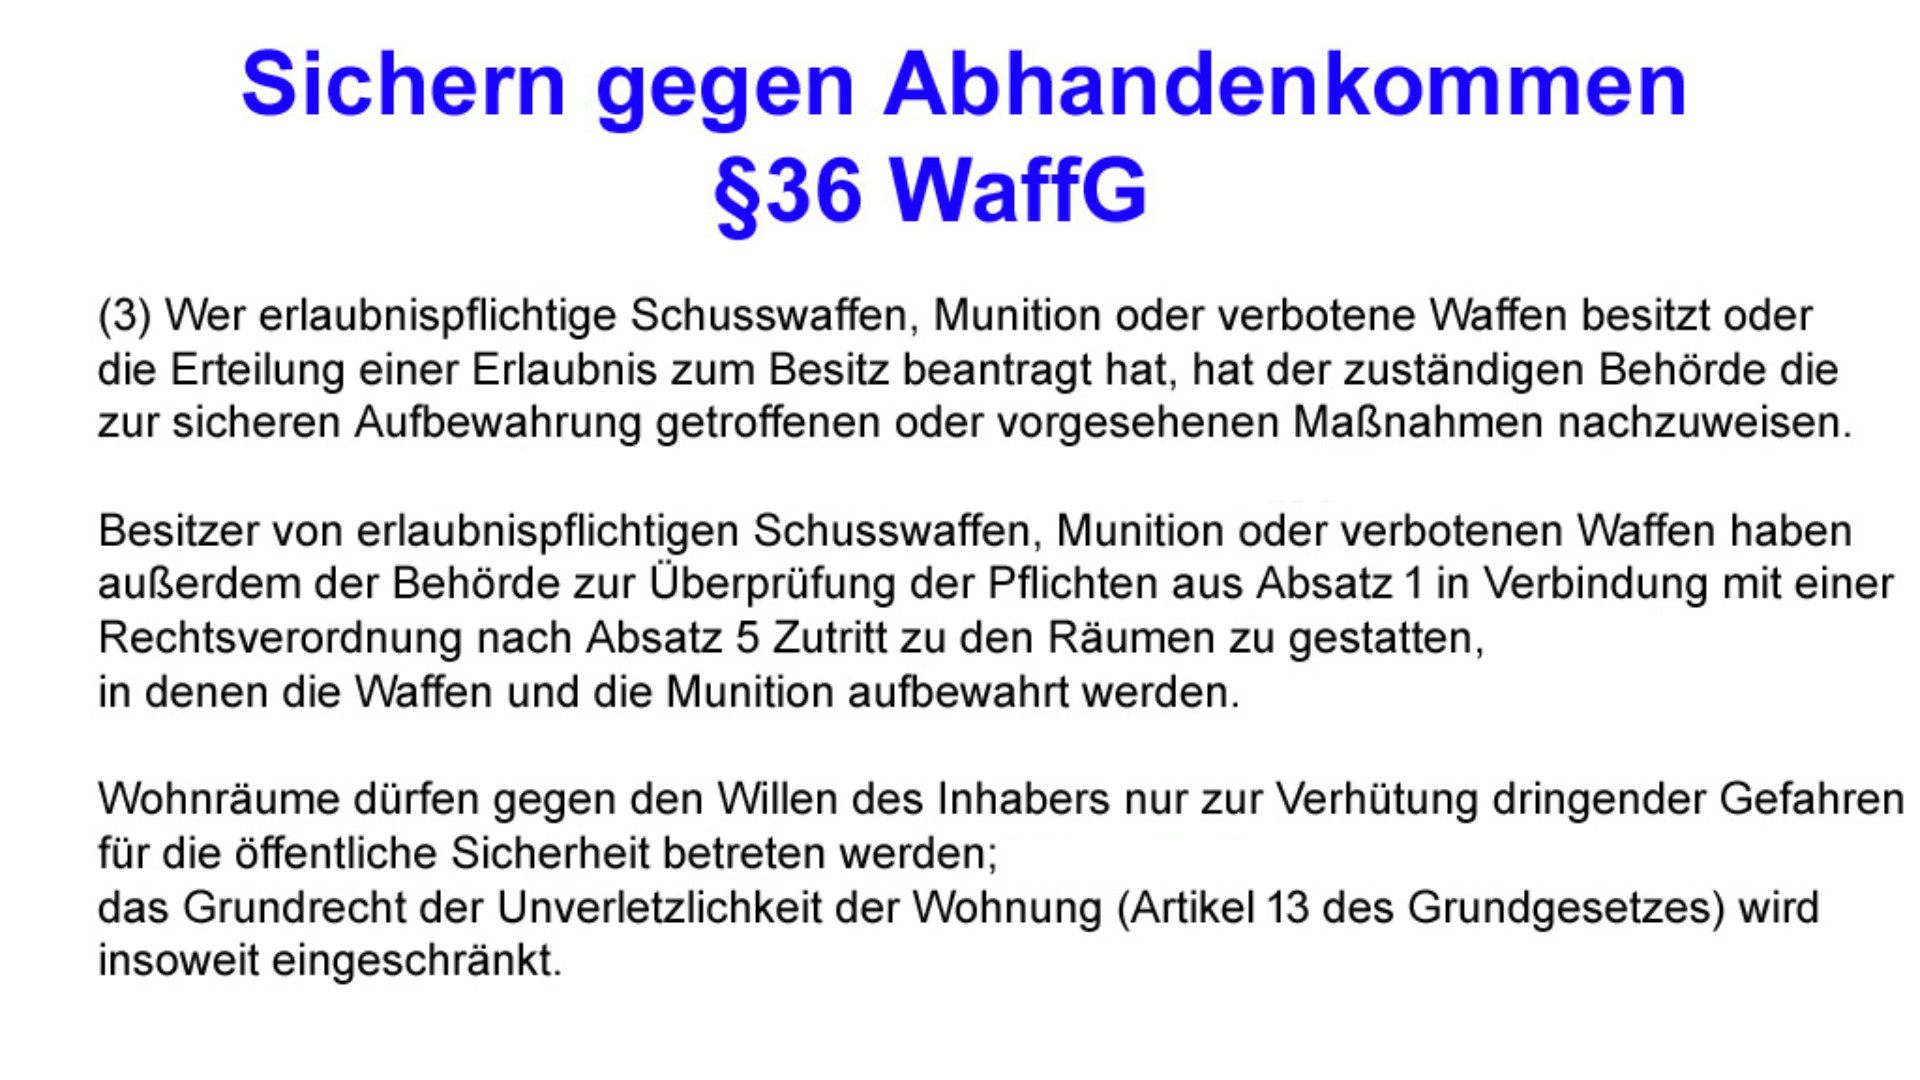 Sichern gegen Abhandenkommen
§36 WaffG
(3) Wer erlaubnispflichtige Schusswaffen, Munition oder verbotene Waffen besitzt oder
die Erteilung einer Erlaubnis zum Besitz beantragt hat, hat der zuständigen Behörde die
zur sicheren Aufbewahrung getroffenen oder vorgesehenen Maßnahmen nachzuweisen.
Besitzer von erlaubnispflichtigen Schusswaffen, Munition oder verbotenen Waffen haben
außerdem der Behörde zur Überprüfung der Pflichten aus Absatz 1 in Verbindung mit einer
Rechtsverordnung nach Absatz 5 Zutritt zu den Räumen zu gestatten,
in denen die Waffen und die Munition aufbewahrt werden.
Wohnräume dürfen gegen den Willen des Inhabers nur zur Verhütung dringender Gefahren
für die öffentliche Sicherheit betreten werden;
das Grundrecht der Unverletzlichkeit der Wohnung (Artikel 13 des Grundgesetzes) wird
insoweit eingeschränkt.